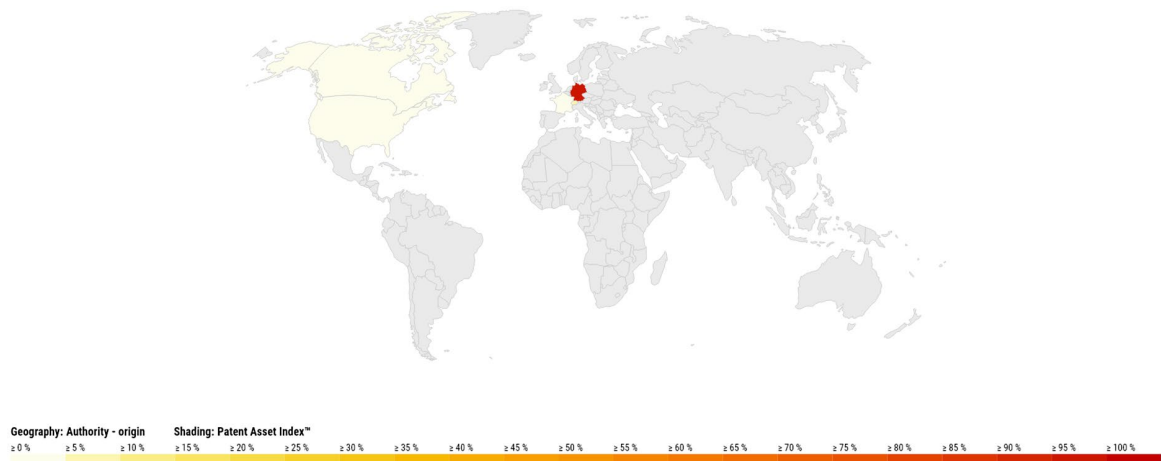 Geography: Authority - origin Shading: Patent Asset Index™
≥ 0 % ≥ 5 % ≥ 10 % ≥ 15 % ≥ 20 % ≥ 25 % ≥ 30 % ≥ 35 % ≥ 40 % ≥ 45 % ≥ 50 % ≥ 55 % ≥ 60 % ≥ 65 % ≥ 70 % ≥ 75 % ≥ 80 % ≥ 85 % ≥ 90 % ≥ 95 % ≥ 100 %